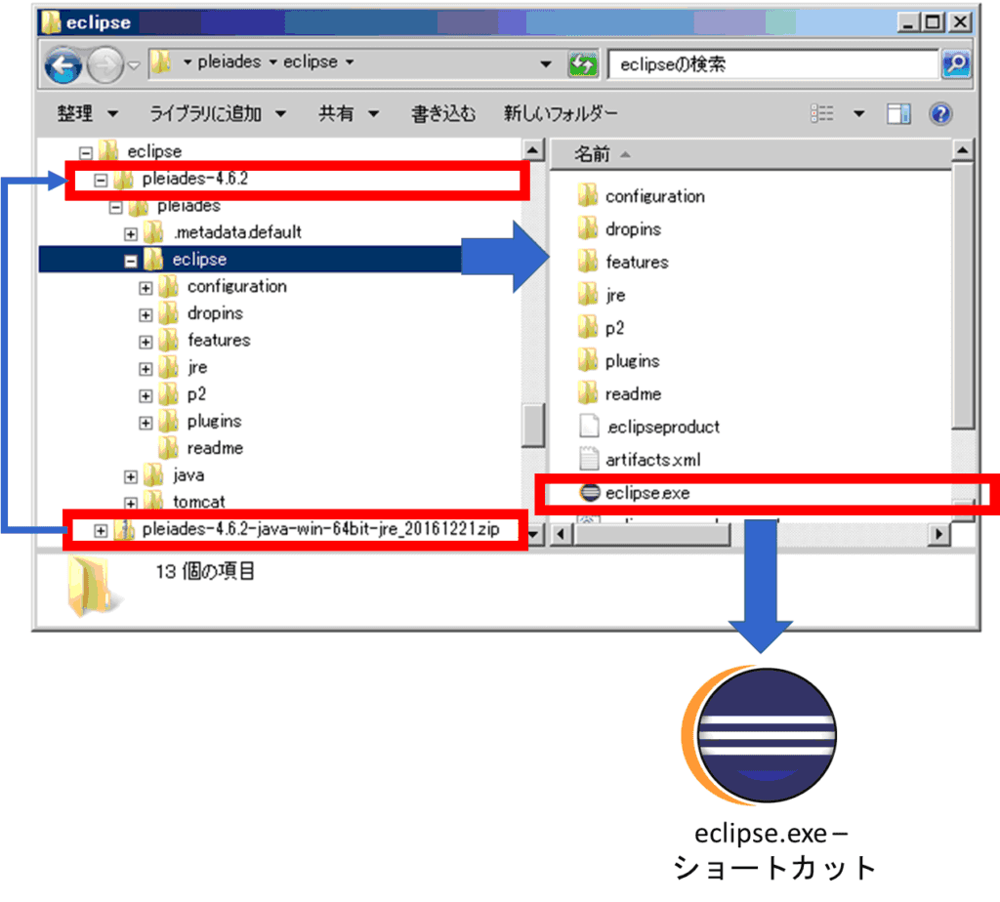 eclipse
pleiades eclipse
eclipseの検索
整理 ライブラリに追加 共有 書き込む 新しいフォルダー
eclipse
pleiades-4.6.2
pleiades
.metadata.default
eclipse
configuration
dropins
features
jre
p2
plugins
readme
java
tomcat
pleiades-4.6.2-java-win-64bit-jre_20161221.zip
名前
configuration
dropins
features
jre
p2
plugins
readme
.eclipseproduct
artifacts.xml
eclipse.exe
13 個の項目
eclipse.exe –
ショートカット